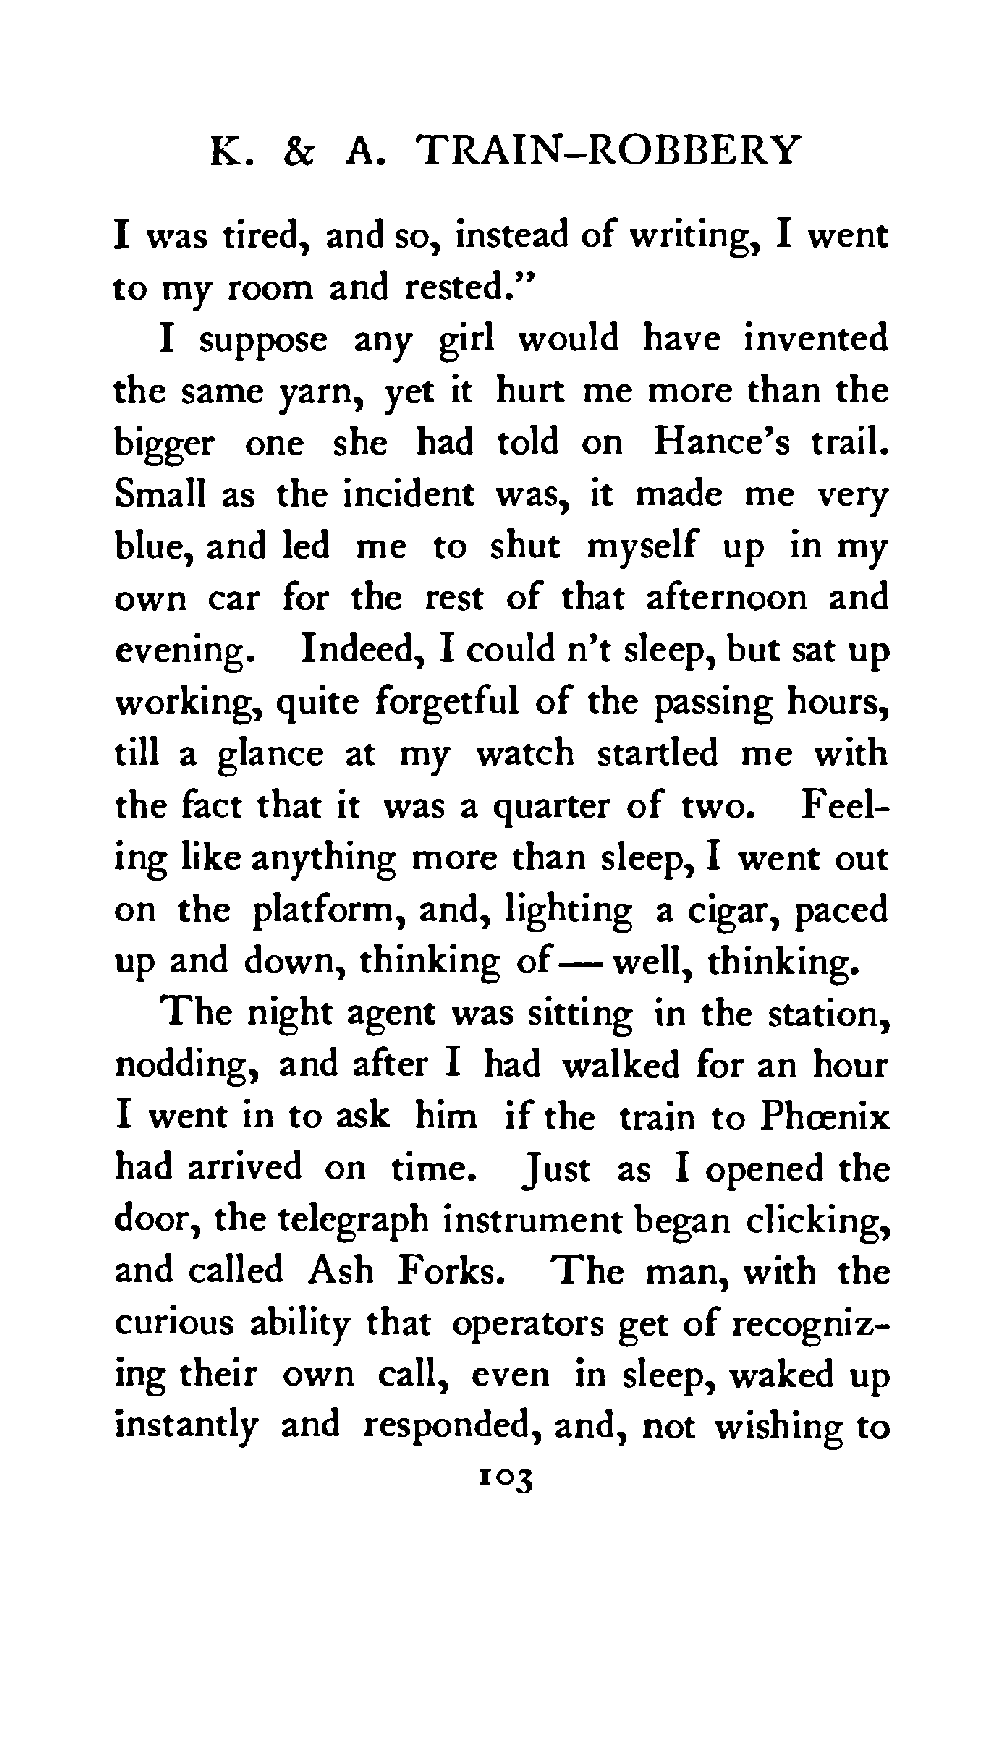 K. & A. TRAIN-ROBBERY
I was tired, and so, instead of writing, I went
to my room and rested."
I suppose any girl would have invented
the same yarn, yet it hurt me more than the
bigger one she had told on Hance's trail.
Small as the incident was, it made me very
blue, and led me to shut myself up in my
own car for the rest of that afternoon and
evening. Indeed, I could n't sleep, but sat up
working, quite forgetful of the passing hours,
till a glance at my watch startled me with
the fact that it was a quarter of two. Feel-
ing like anything more than sleep, I went out
on the platform, and, lighting a cigar, paced
up and down, thinking of — well, thinking.
The night agent was sitting in the station,
nodding, and after I had walked for an hour
I went in to ask him if the train to Phœnix
had arrived on time. Just as I opened the
door, the telegraph instrument began clicking,
and called Ash Forks. The man, with the
curious ability that operators get of recogniz-
ing their own call, even in sleep, waked up
instantly and responded, and, not wishing to
103